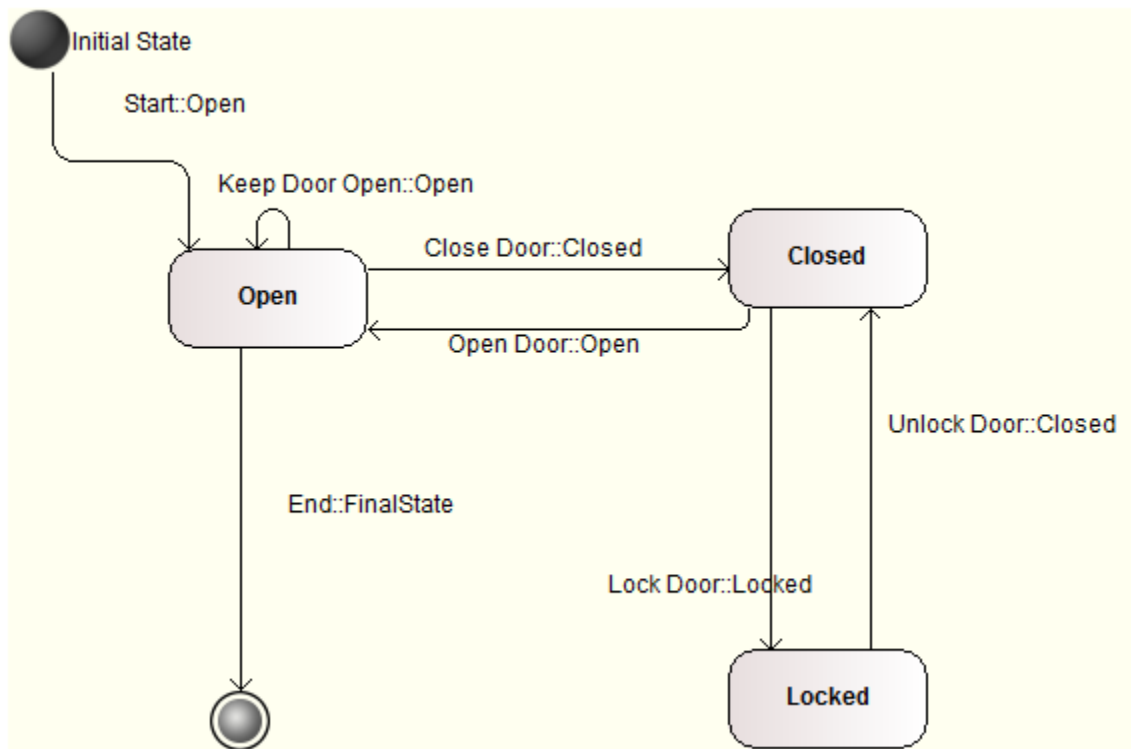 Initial State
Start::Open
Keep Door Open::Open
Close Door::Closed
Closed
Open
Open Door::Open
Unlock Door::Closed
End::FinalState
Lock Door::Locked
Locked